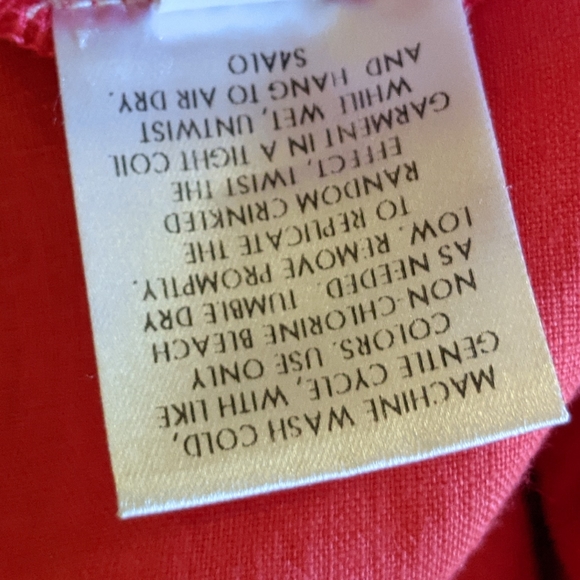 MACHINE WASH COLD,
GENTLE CYCLE, WITH LIKE
COLORS. USE ONLY
NON-CHLORINE BLEACH
AS NEEDED. TUMBLE DRY
LOW. REMOVE PROMPTLY.
TO REPLICATE THE
RANDOM CRINKLED
EFFECT, TWIST THE
GARMENT IN A TIGHT COIL
WHILE WET, UNTWIST
AND HANG TO AIR DRY.
S4ALO